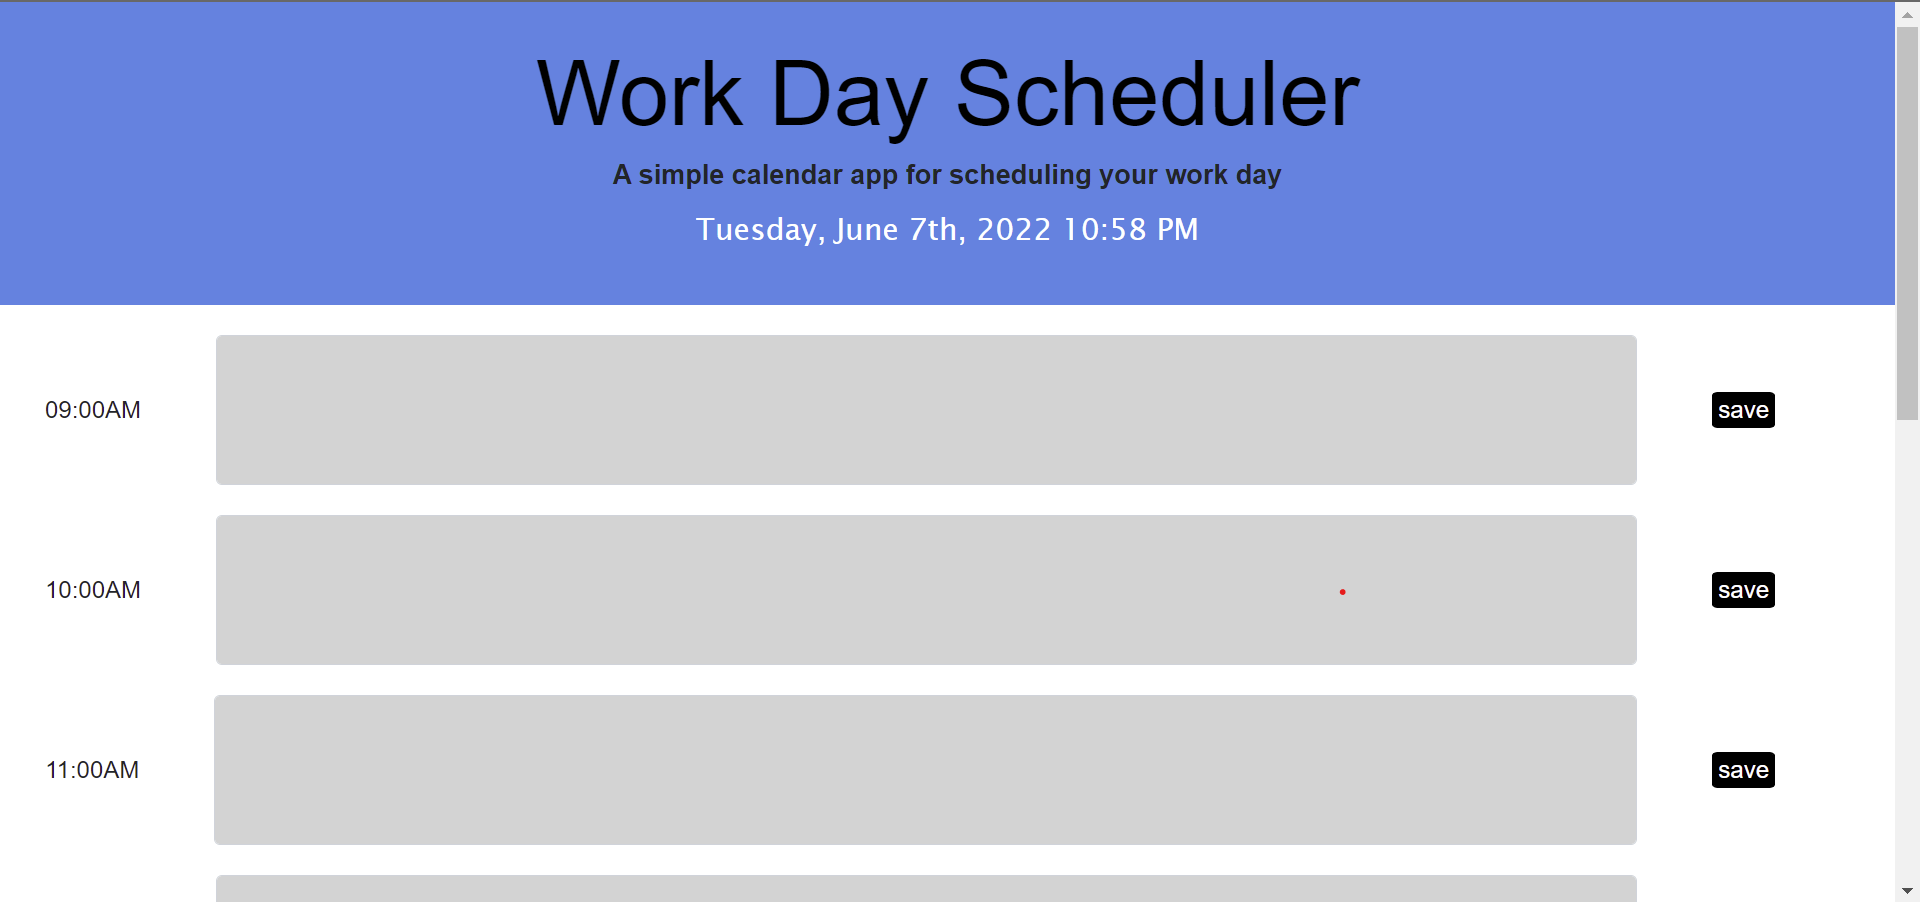 Work Day Scheduler
A simple calendar app for scheduling your work day
Tuesday, June 7th, 2022 10:58 PM
09:00AM save
10:00AM save
11:00AM save